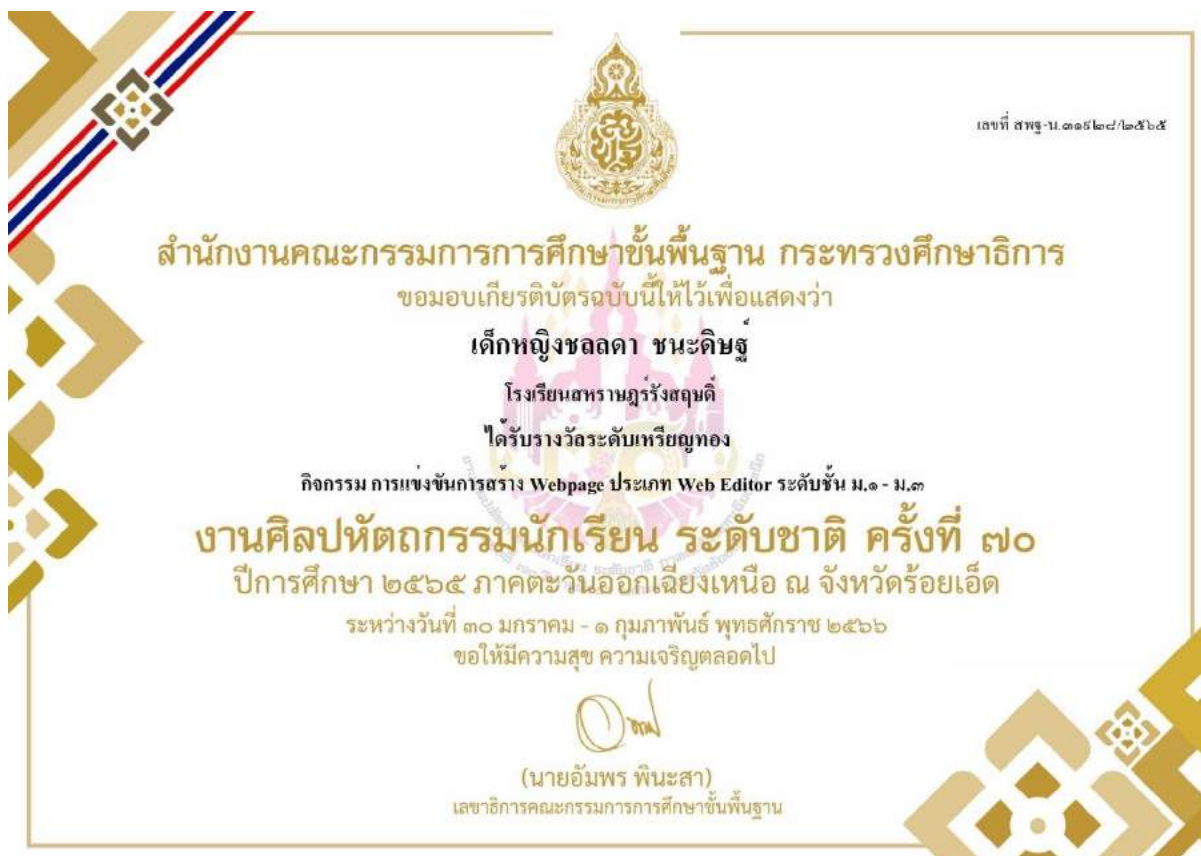 เลขที่ สพฐ-น.๓๑๙๒๘/๒๕๖๕
สำนักงานคณะกรรมการการศึกษาขั้นพื้นฐาน กระทรวงศึกษาธิการ
ขอมอบเกียรติบัตรฉบับนี้ให้ไว้เพื่อแสดงว่า
เด็กหญิงชลลดา ชนะดิษฐ์
โรงเรียนสหราษฎร์รังสฤษดิ์
ได้รับรางวัลระดับเหรียญทอง
กิจกรรม การแข่งขันการสร้าง Webpage ประเภท Web Editor ระดับชั้น ม.๑ - ม.๓
งานศิลปหัตถกรรมนักเรียน ระดับชาติ ครั้งที่ ๗๐
ปีการศึกษา ๒๕๖๕ ภาคตะวันออกเฉียงเหนือ ณ จังหวัดร้อยเอ็ด
ระหว่างวันที่ ๓๐ มกราคม - ๑ กุมภาพันธ์ พุทธศักราช ๒๕๖๖
ขอให้มีความสุข ความเจริญตลอดไป
(นายอัมพร พินะสา)
เลขาธิการคณะกรรมการการศึกษาขั้นพื้นฐาน